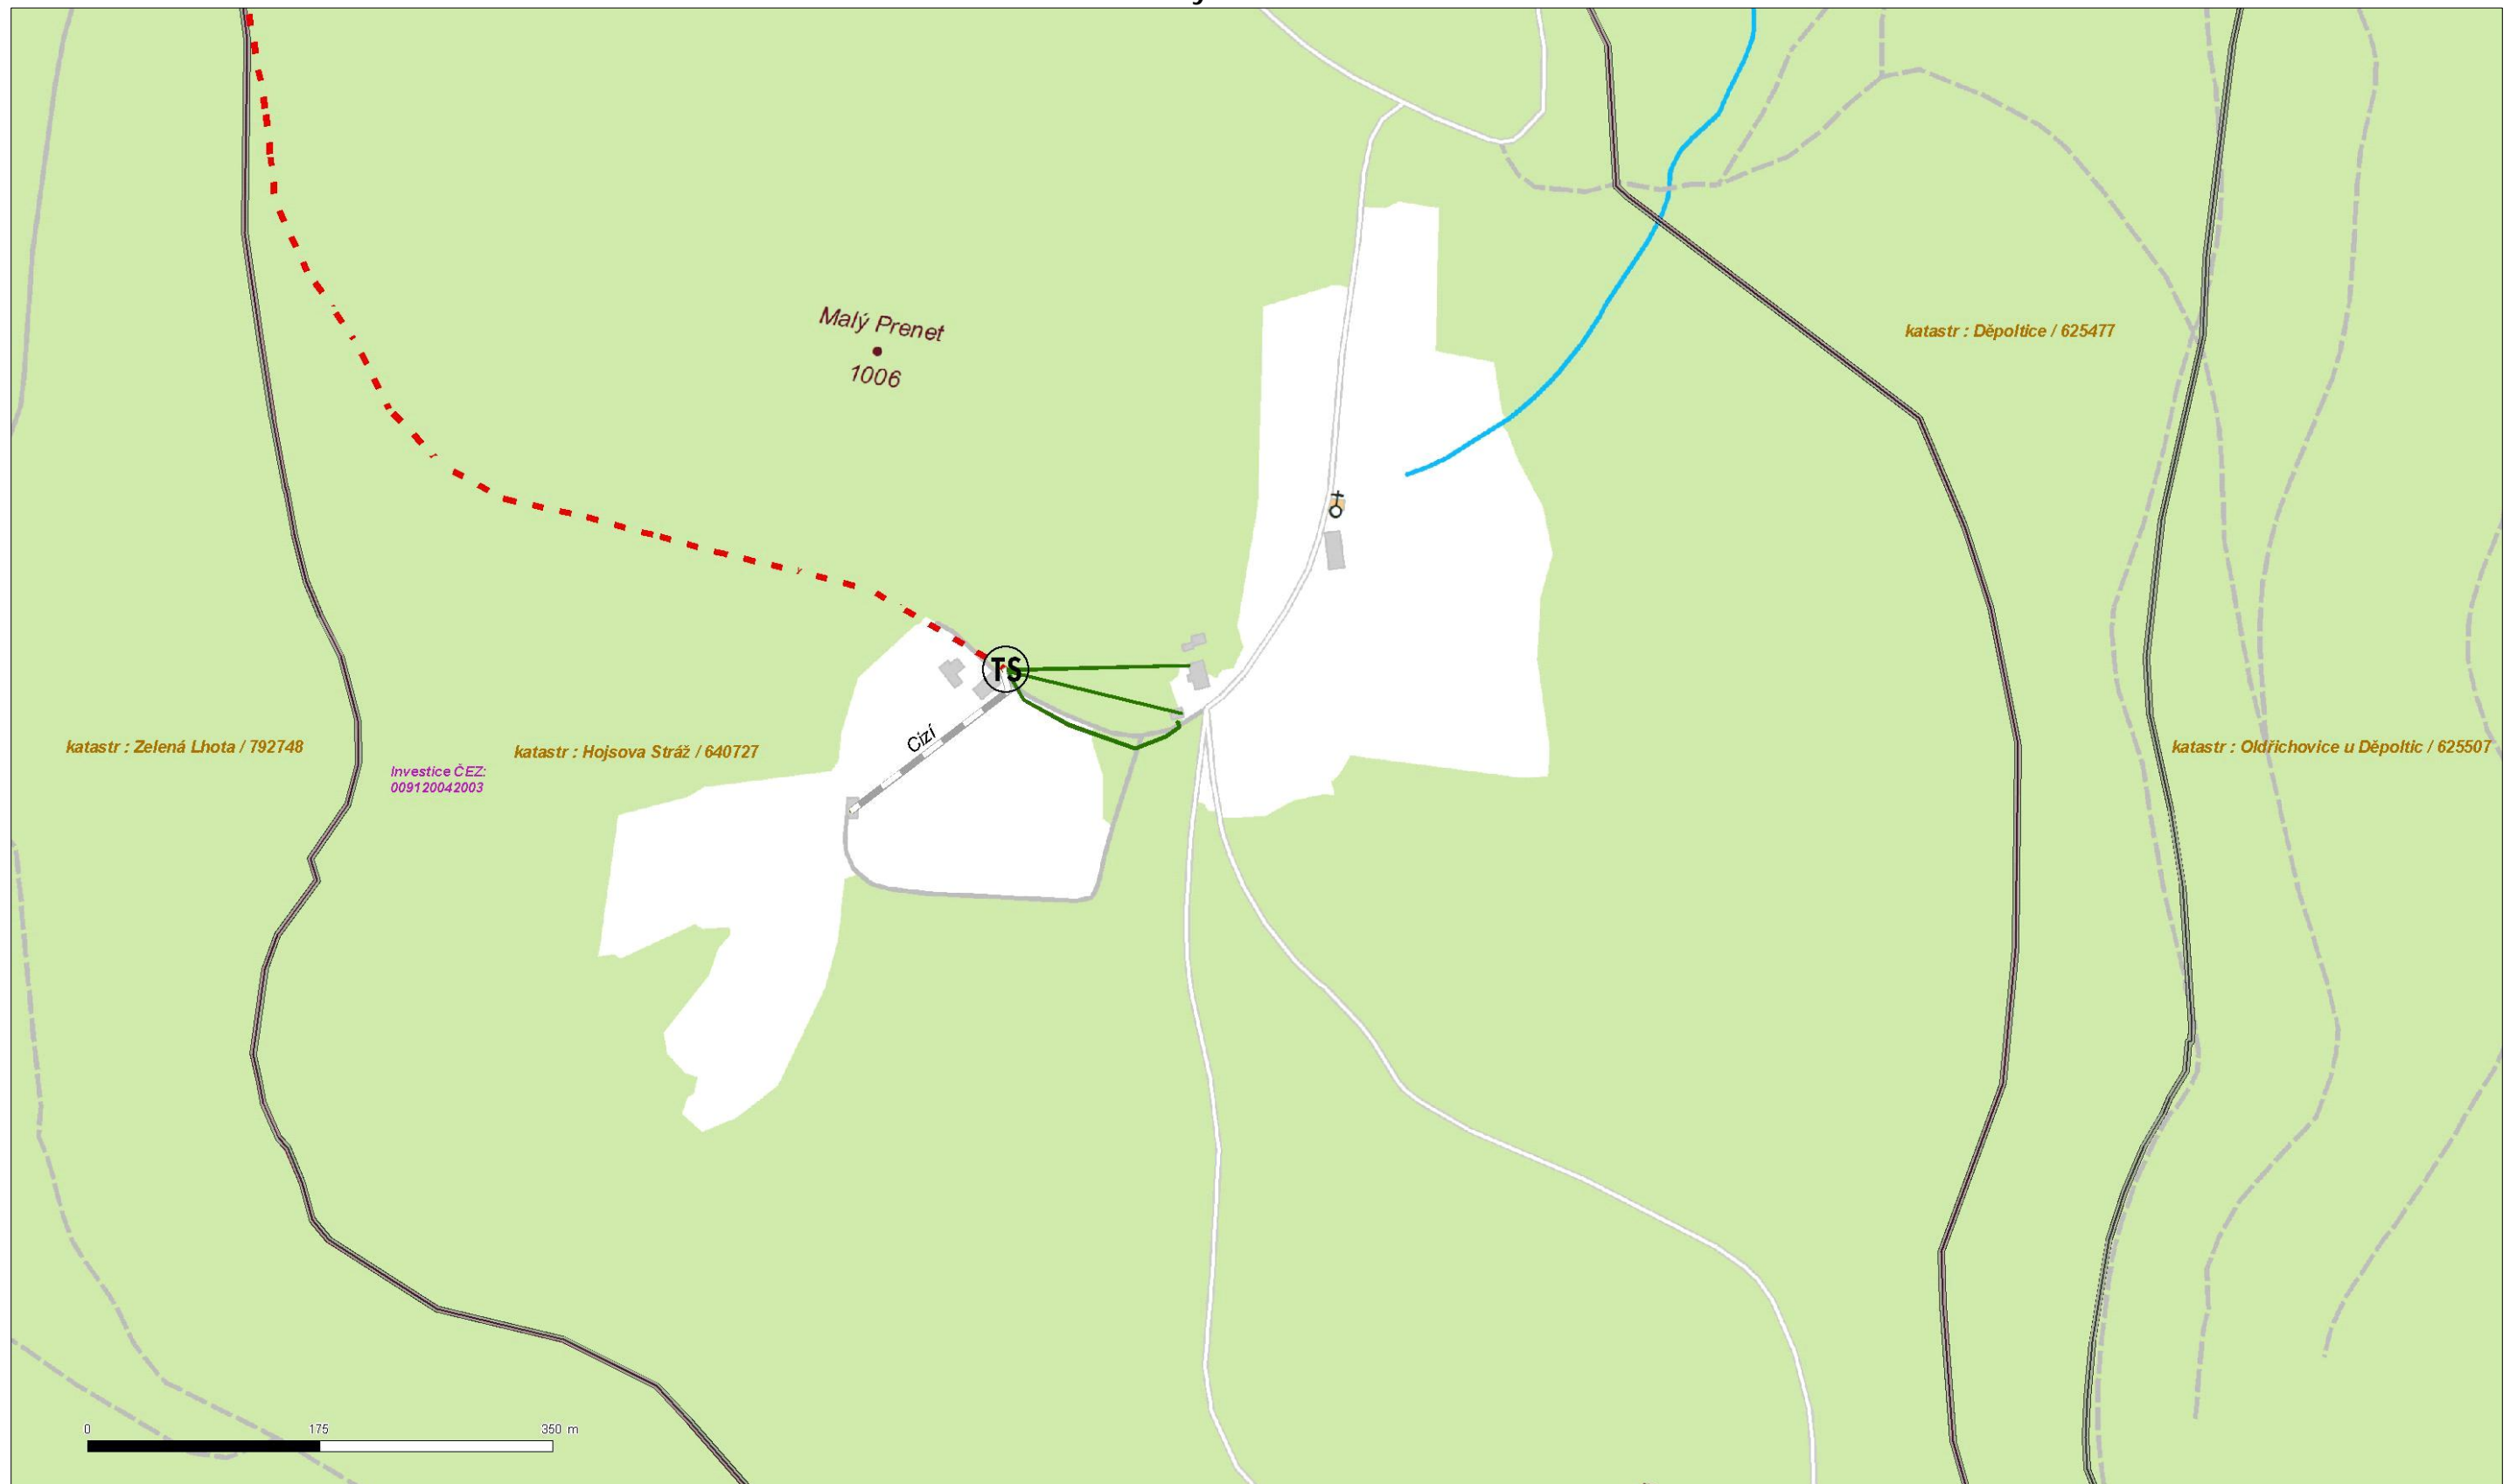 Malý Prenet
1006
katastr : Děpoltice / 625477
TS
Cizí
katastr : Zelená Lhota / 792748
katastr : Hojsova Stráž / 640727
katastr : Oldřichovice u Děpoltic / 625507
Investice ČEZ:
009120042003
0 175 350 m